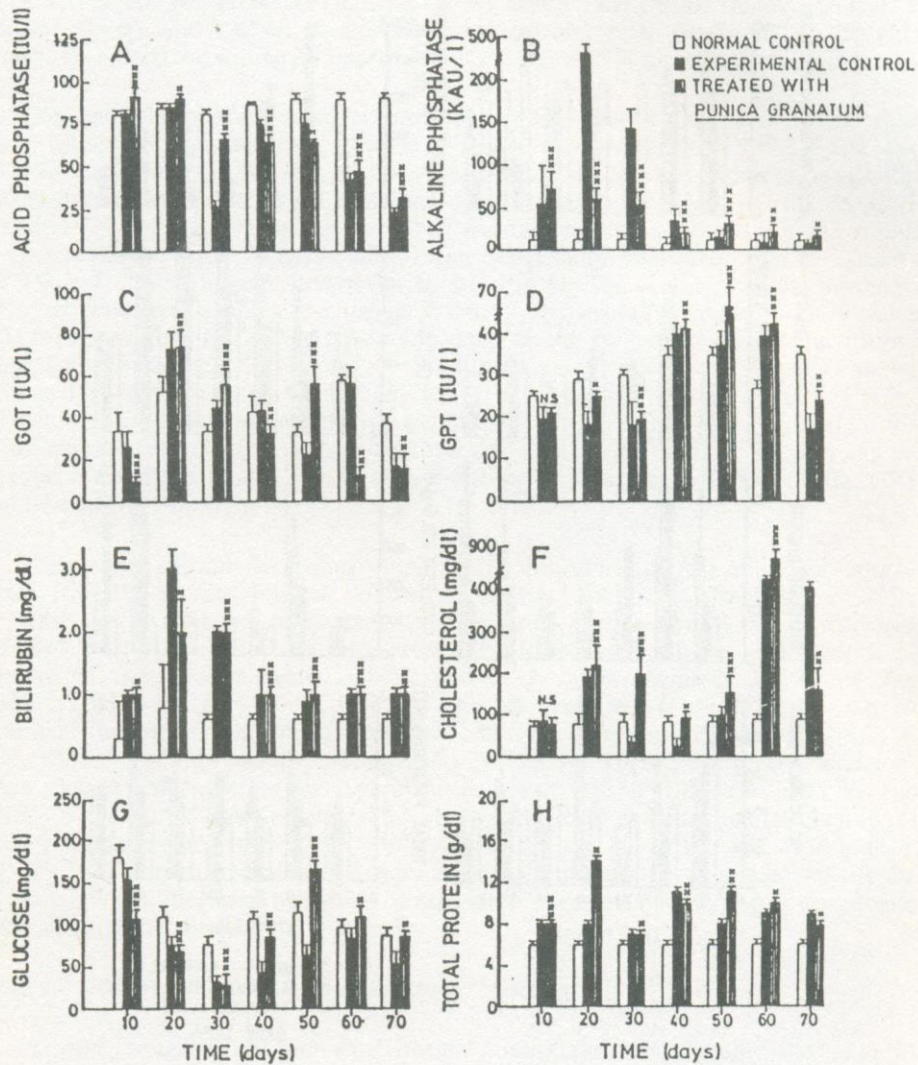 A
ACID PHOSPHATASE (IU/l)
125
100
75
50
25
0
B
ALKALINE PHOSPHATASE
(KAU/l)
500
200
150
100
50
0
NORMAL CONTROL
EXPERIMENTAL CONTROL
TREATED WITH
PUNICA GRANATUM
C
GOT (IU/l)
100
80
60
40
20
0
D
GPT (IU/l)
70
40
30
20
10
0
N.S
E
BILIRUBIN (mg/dl)
3.0
2.0
1.0
0
F
CHOLESTEROL (mg/dl)
900
400
300
200
100
0
N.S
G
GLUCOSE (mg/dl)
250
200
150
100
50
0
10 20 30 40 50 60 70
TIME (days)
H
TOTAL PROTEIN (g/dl)
20
16
12
8
4
0
10 20 30 40 50 60 70
TIME (days)